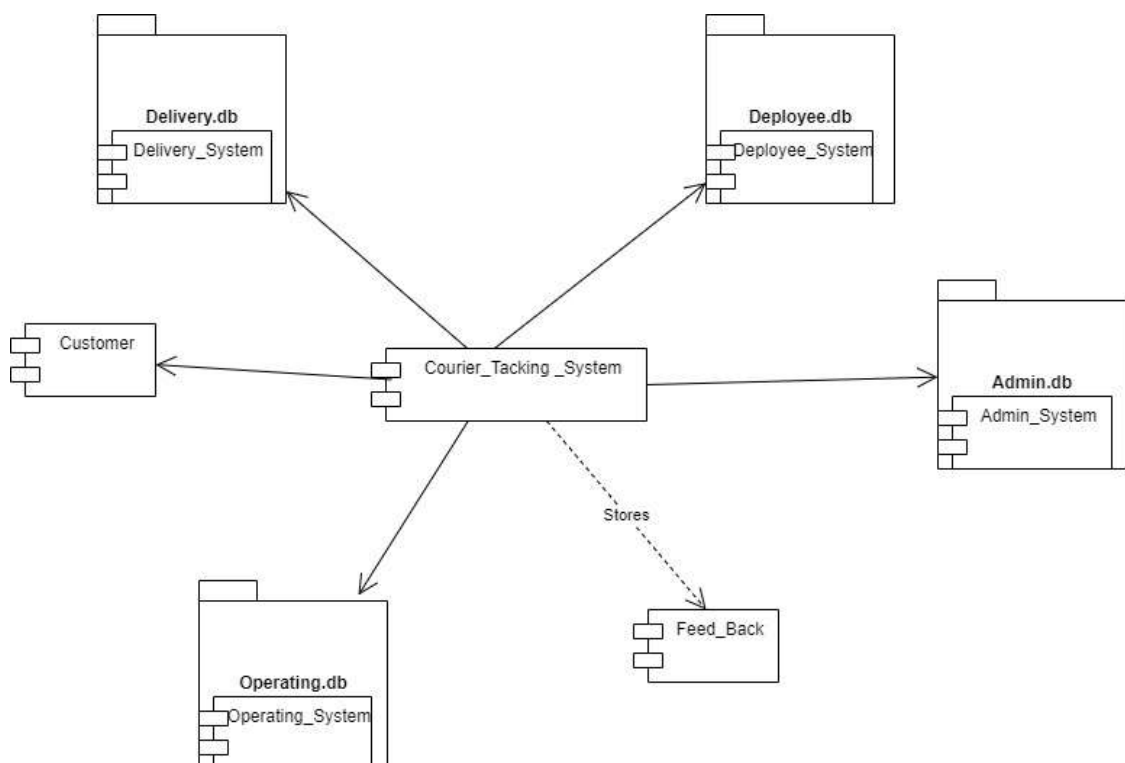 Delivery.db
Delivery_System
Deployee.db
Deployee_System
Customer
Courier_Tacking _System
Admin.db
Admin_System
Stores
Feed_Back
Operating.db
Operating_System